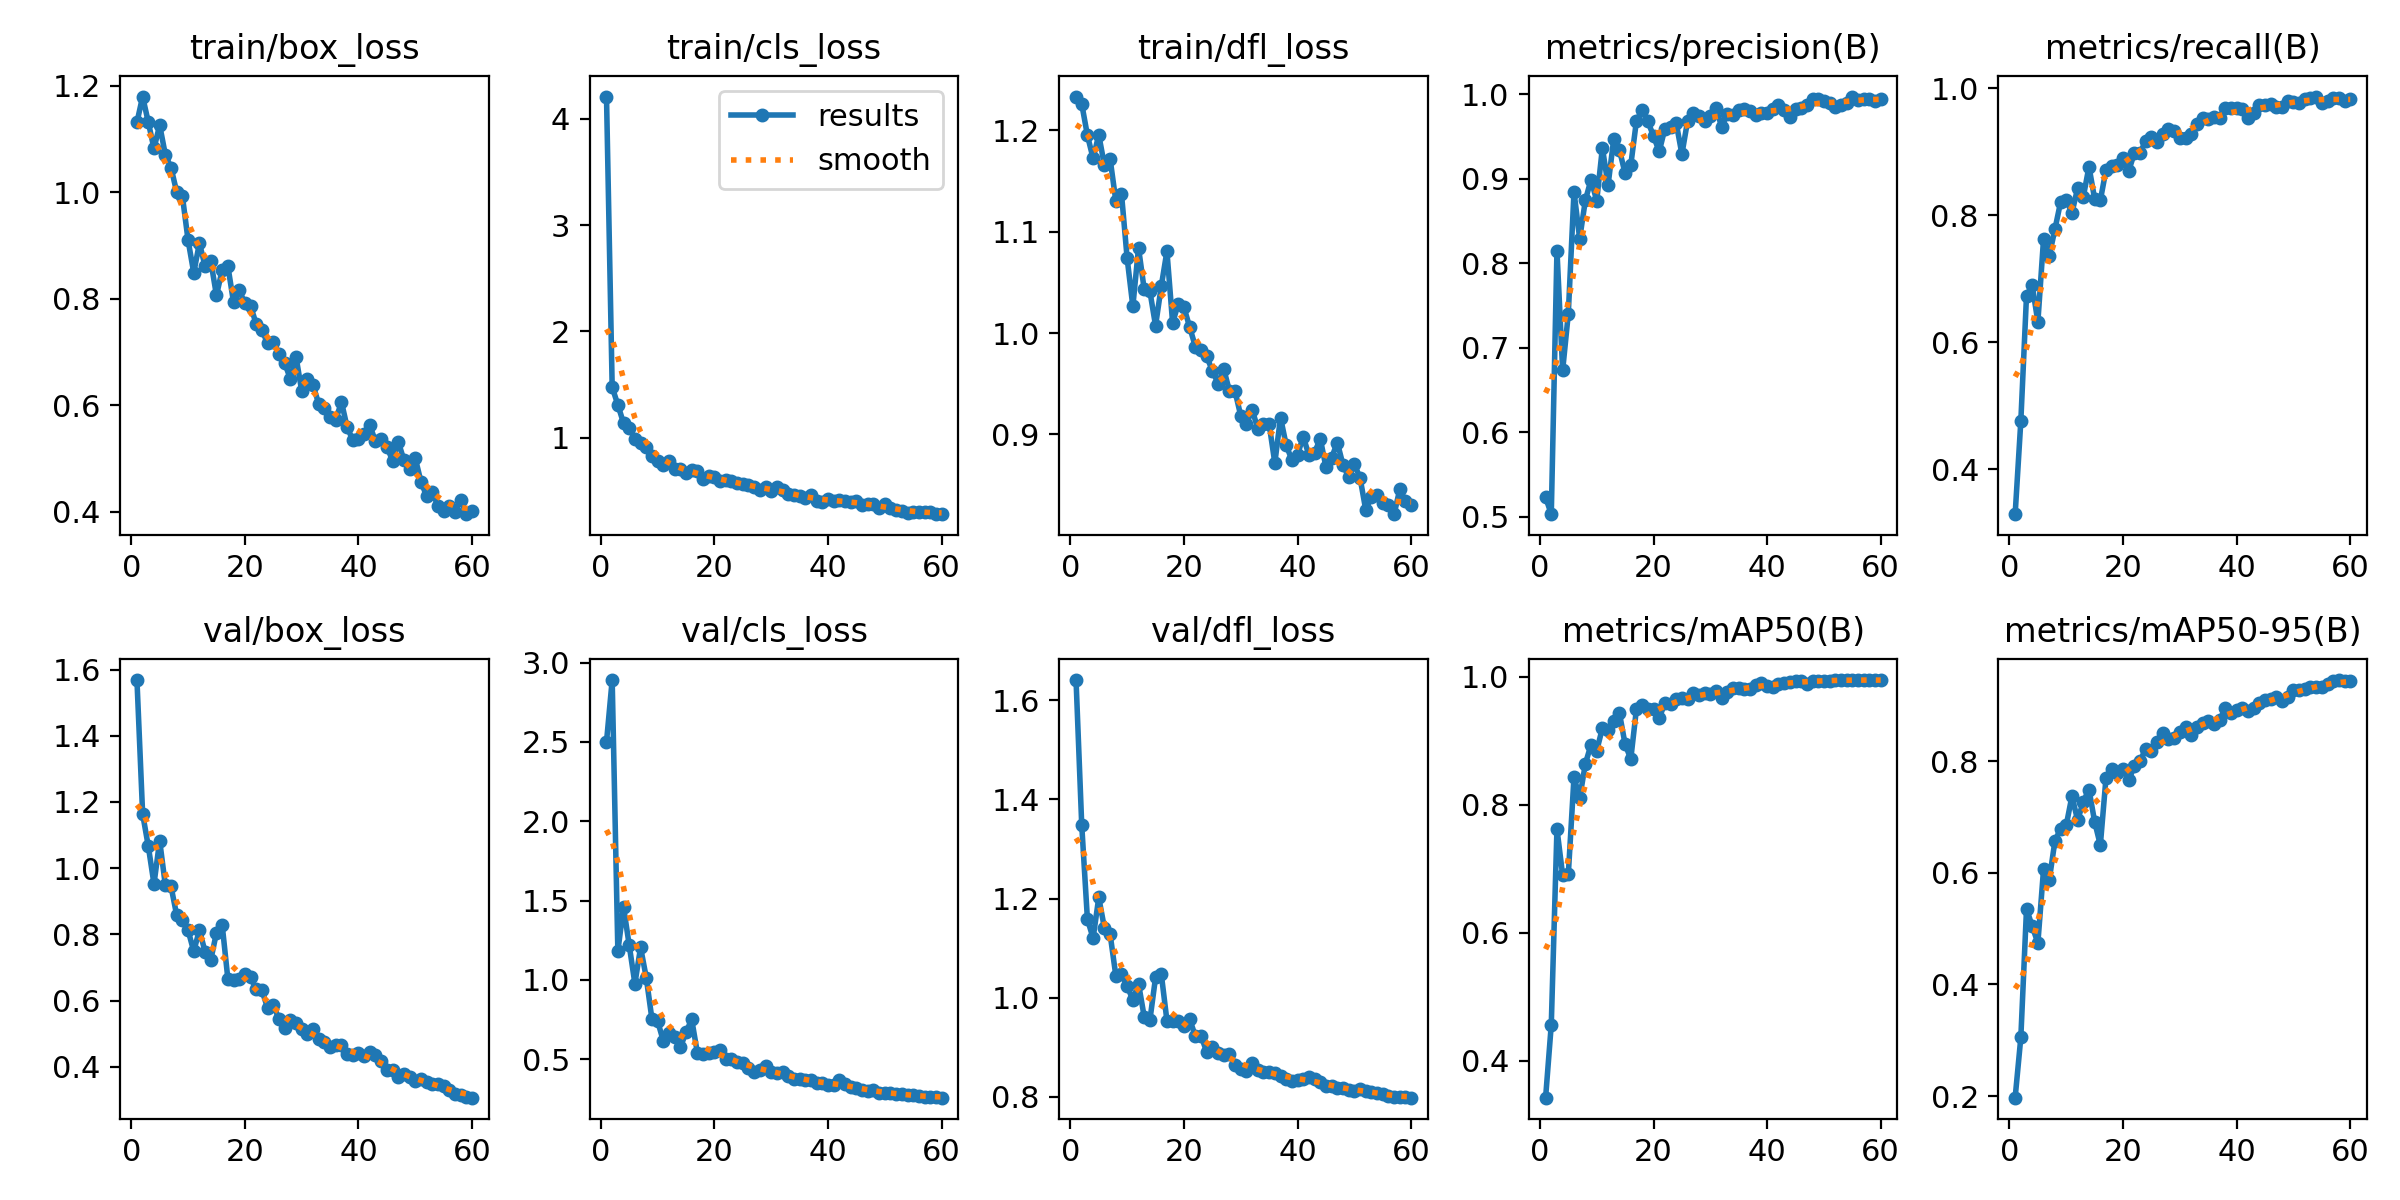 train/box_loss
1.2
1.0
0.8
0.6
0.4
0 20 40 60
train/cls_loss
results
smooth
4
3
2
1
0 20 40 60
train/dfl_loss
1.2
1.1
1.0
0.9
0 20 40 60
metrics/precision(B)
1.0
0.9
0.8
0.7
0.6
0.5
0 20 40 60
metrics/recall(B)
1.0
0.8
0.6
0.4
0 20 40 60
val/box_loss
1.6
1.4
1.2
1.0
0.8
0.6
0.4
0 20 40 60
val/cls_loss
3.0
2.5
2.0
1.5
1.0
0.5
0 20 40 60
val/dfl_loss
1.6
1.4
1.2
1.0
0.8
0 20 40 60
metrics/mAP50(B)
1.0
0.8
0.6
0.4
0 20 40 60
metrics/mAP50-95(B)
0.8
0.6
0.4
0.2
0 20 40 60